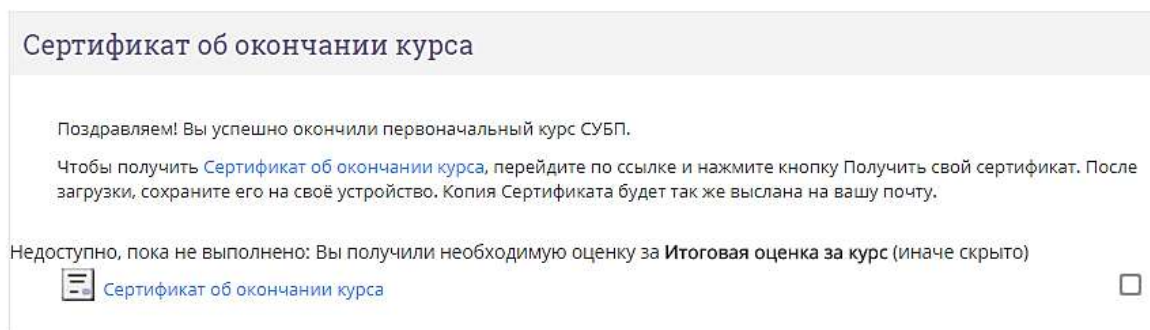 Сертификат об окончании курса
Поздравляем! Вы успешно окончили первоначальный курс СУБП.
Чтобы получить Сертификат об окончании курса, перейдите по ссылке и нажмите кнопку Получить свой сертификат. После
загрузки, сохраните его на своё устройство. Копия Сертификата будет так же выслана на вашу почту.
Недоступно, пока не выполнено: Вы получили необходимую оценку за Итоговая оценка за курс (иначе скрыто)
Сертификат об окончании курса